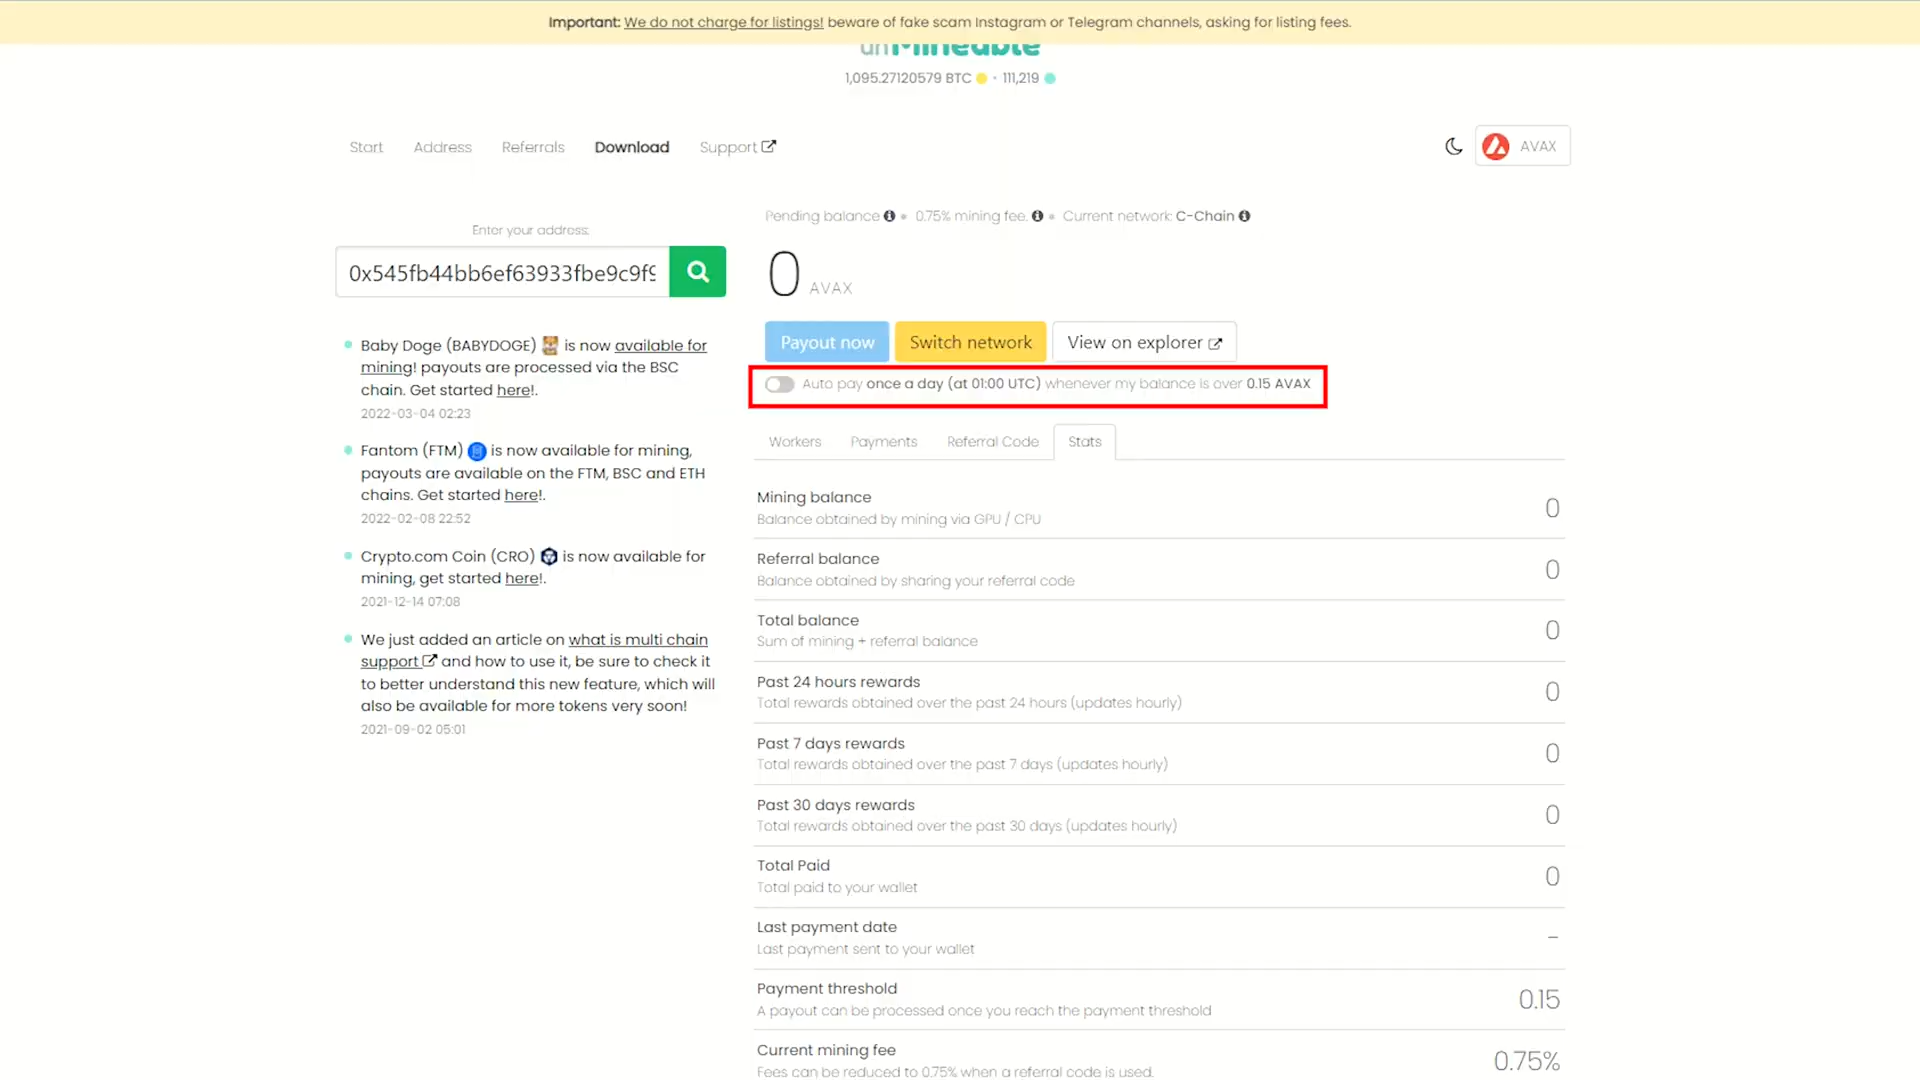 Important: We do not charge for listings! beware of fake scam Instagram or Telegram channels, asking for listing fees.
unMineable
1,095.27120579 BTC • 111,219
Start Address Referrals Download Support
AVAX
Enter your address:
0x545fb44bb6ef63933fbe9c9f9
Baby Doge (BABYDOGE) is now available for
mining! payouts are processed via the BSC
chain. Get started here!.
2022-03-04 02:23
Fantom (FTM) is now available for mining,
payouts are available on the FTM, BSC and ETH
chains. Get started here!.
2022-02-08 22:52
Crypto.com Coin (CRO) is now available for
mining, get started here!.
2021-12-14 07:08
We just added an article on what is multi chain
support and how to use it, be sure to check it
to better understand this new feature, which will
also be available for more tokens very soon!
2021-09-02 05:01
Pending balance • 0.75% mining fee. • Current network: C-Chain
0 AVAX
Payout now Switch network View on explorer
Auto pay once a day (at 01:00 UTC) whenever my balance is over 0.15 AVAX
Workers Payments Referral Code Stats
Mining balance
Balance obtained by mining via GPU / CPU
0
Referral balance
Balance obtained by sharing your referral code
0
Total balance
Sum of mining + referral balance
0
Past 24 hours rewards
Total rewards obtained over the past 24 hours (updates hourly)
0
Past 7 days rewards
Total rewards obtained over the past 7 days (updates hourly)
0
Past 30 days rewards
Total rewards obtained over the past 30 days (updates hourly)
0
Total Paid
Total paid to your wallet
0
Last payment date
Last payment sent to your wallet
-
Payment threshold
A payout can be processed once you reach the payment threshold
0.15
Current mining fee
Fees can be reduced to 0.75% when a referral code is used.
0.75%